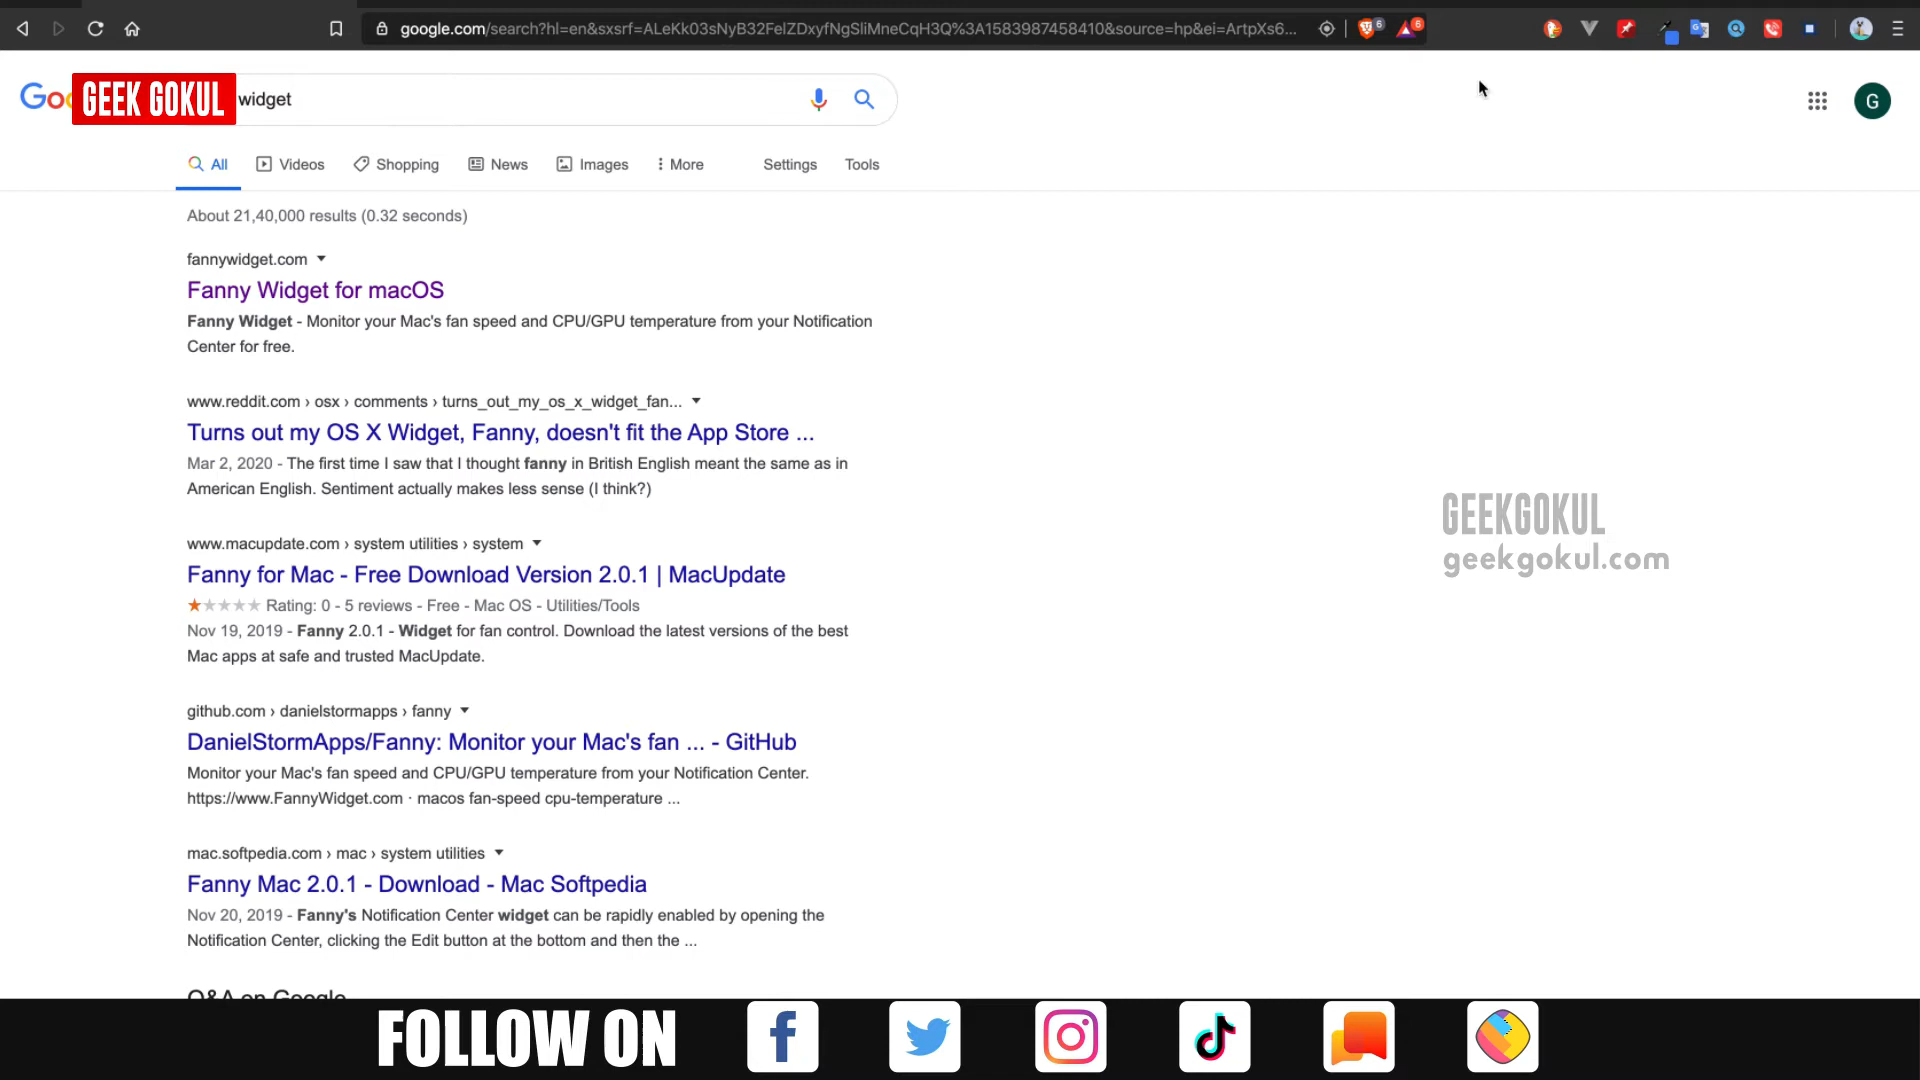 google.com/search?hl=en&sxsrf=ALeKk03sNyB32FelZDxyfNgSliMneCqH3Q%3A1583987458410&source=hp&ei=ArtpXs6...
6
6
Goo
GEEK GOKUL
widget
G
All
Videos
Shopping
News
Images
More
Settings
Tools
About 21,40,000 results (0.32 seconds)
fannywidget.com
Fanny Widget for macOS
Fanny Widget - Monitor your Mac's fan speed and CPU/GPU temperature from your Notification
Center for free.
www.reddit.com › osx › comments › turns_out_my_os_x_widget_fan...
Turns out my OS X Widget, Fanny, doesn't fit the App Store ...
Mar 2, 2020 - The first time I saw that I thought fanny in British English meant the same as in
American English. Sentiment actually makes less sense (I think?)
GEEKGOKUL
geekgokul.com
www.macupdate.com › system utilities › system
Fanny for Mac - Free Download Version 2.0.1 | MacUpdate
Rating: 0 - 5 reviews - Free - Mac OS - Utilities/Tools
Nov 19, 2019 - Fanny 2.0.1 - Widget for fan control. Download the latest versions of the best
Mac apps at safe and trusted MacUpdate.
github.com › danielstormapps › fanny
DanielStormApps/Fanny: Monitor your Mac's fan ... - GitHub
Monitor your Mac's fan speed and CPU/GPU temperature from your Notification Center.
https://www.FannyWidget.com · macos fan-speed cpu-temperature ...
mac.softpedia.com › mac › system utilities
Fanny Mac 2.0.1 - Download - Mac Softpedia
Nov 20, 2019 - Fanny's Notification Center widget can be rapidly enabled by opening the
Notification Center, clicking the Edit button at the bottom and then the ...
Q&A on Google
FOLLOW ON